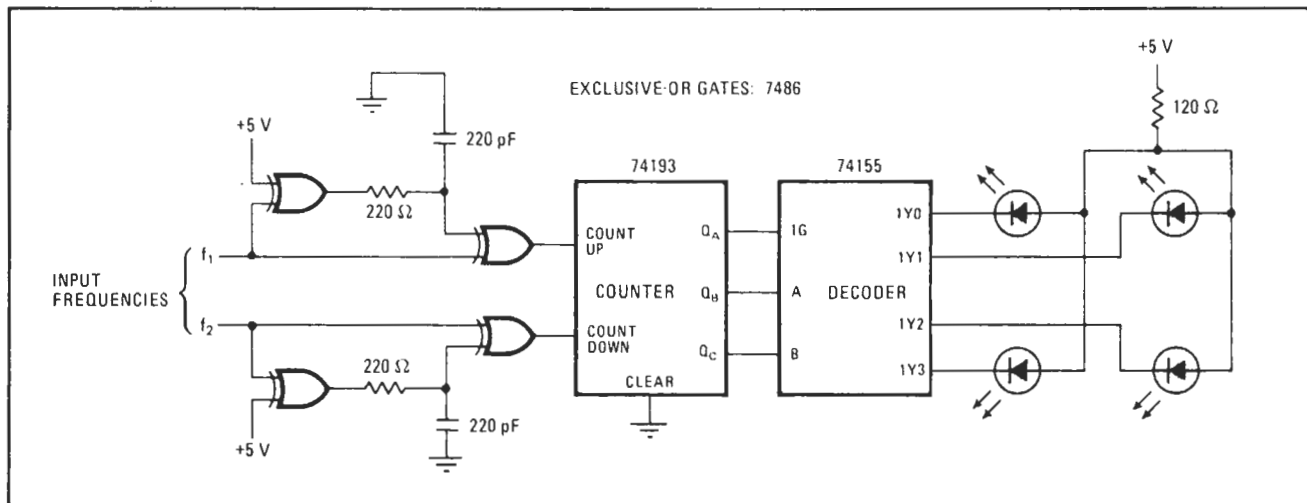 +5 V
EXCLUSIVE-OR GATES: 7486
120 Ω
+5 V
220 pF
74193
74155
220 Ω
1Y0
COUNT
UP
QA
1G
f1
1Y1
INPUT
FREQUENCIES
COUNTER
QB
A
DECODER
f2
COUNT
DOWN
1Y2
220 Ω
QC
B
1Y3
CLEAR
+5 V
220 pF